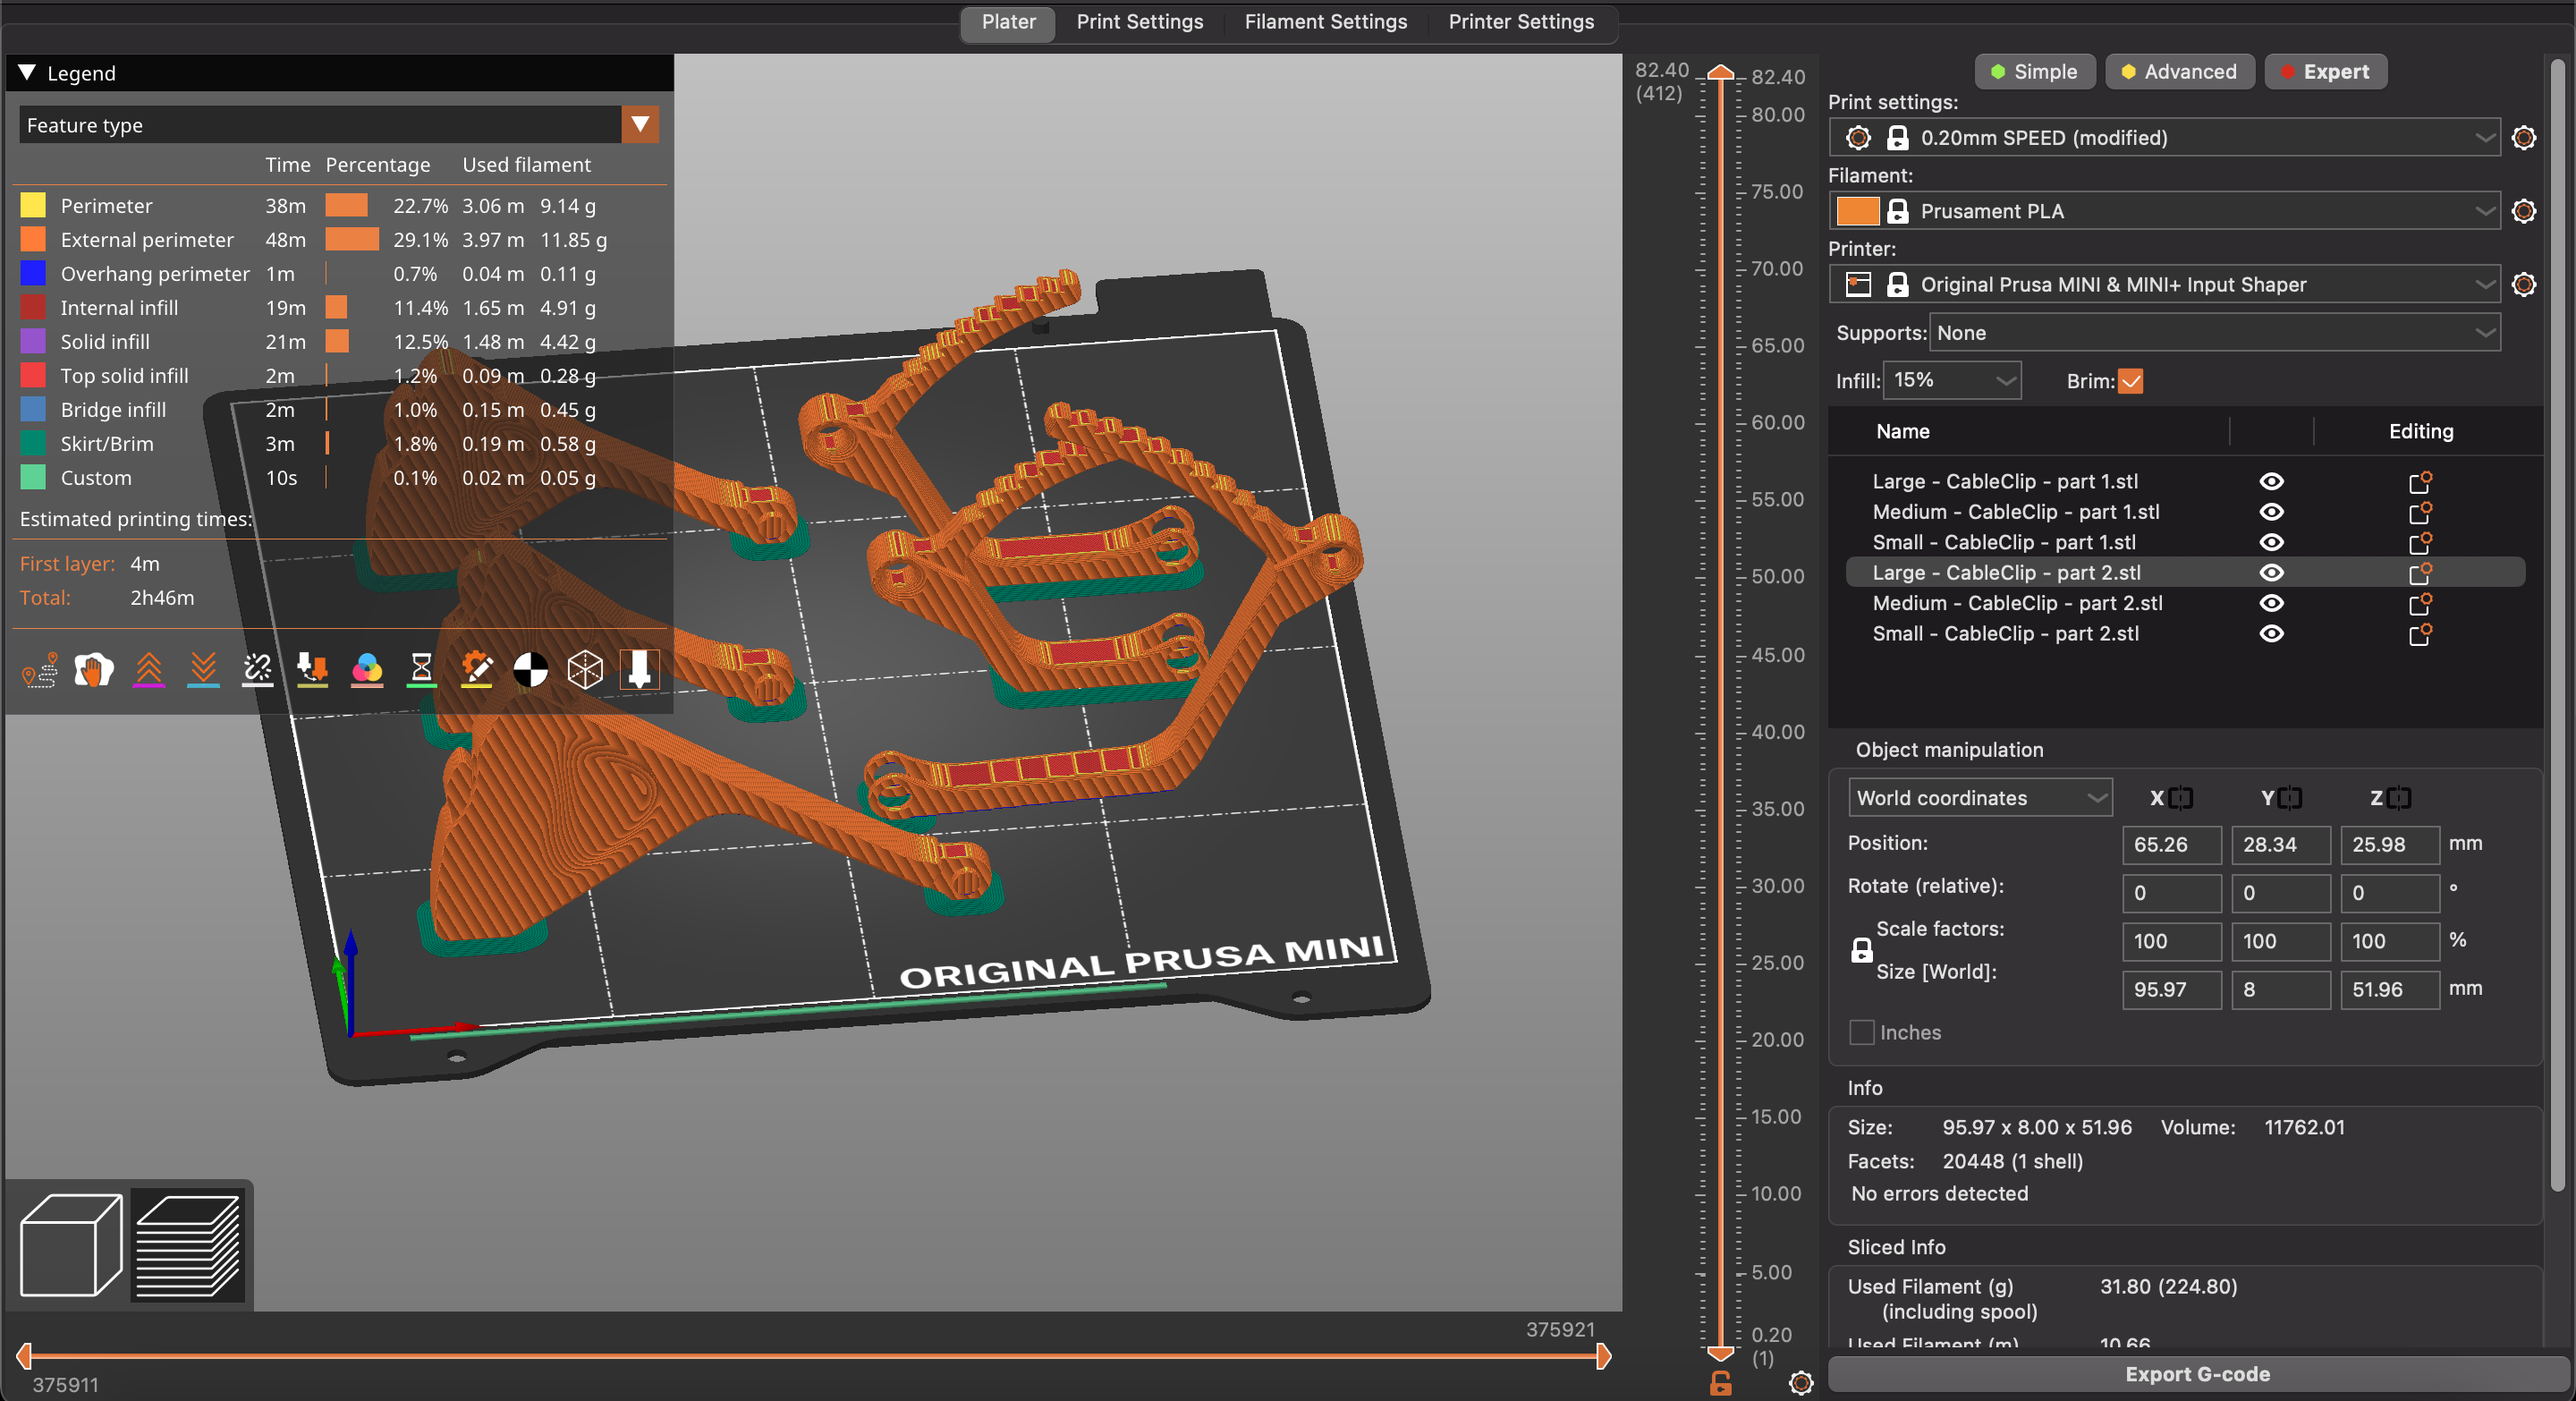 Plater Print Settings Filament Settings Printer Settings
Legend
Feature type
Time Percentage Used filament
Perimeter 38m 22.7% 3.06 m 9.14 g
External perimeter 48m 29.1% 3.97 m 11.85 g
Overhang perimeter 1m 0.7% 0.04 m 0.11 g
Internal infill 19m 11.4% 1.65 m 4.91 g
Solid infill 21m 12.5% 1.48 m 4.42 g
Top solid infill 2m 1.2% 0.09 m 0.28 g
Bridge infill 2m 1.0% 0.15 m 0.45 g
Skirt/Brim 3m 1.8% 0.19 m 0.58 g
Custom 10s 0.1% 0.02 m 0.05 g
Estimated printing times:
First layer: 4m
Total: 2h46m
ORIGINAL PRUSA MINI
375921
375911
82.40
(412)
82.40
80.00
75.00
70.00
65.00
60.00
55.00
50.00
45.00
40.00
35.00
30.00
25.00
20.00
15.00
10.00
5.00
0.20
(1)
Simple Advanced Expert
Print settings:
0.20mm SPEED (modified)
Filament:
Prusament PLA
Printer:
Original Prusa MINI & MINI+ Input Shaper
Supports: None
Infill: 15% Brim:
Name Editing
Large - CableClip - part 1.stl
Medium - CableClip - part 1.stl
Small - CableClip - part 1.stl
Large - CableClip - part 2.stl
Medium - CableClip - part 2.stl
Small - CableClip - part 2.stl
Object manipulation
World coordinates X Y Z
Position: 65.26 28.34 25.98 mm
Rotate (relative): 0 0 0 °
Scale factors: 100 100 100 %
Size [World]: 95.97 8 51.96 mm
Inches
Info
Size: 95.97 x 8.00 x 51.96 Volume: 11762.01
Facets: 20448 (1 shell)
No errors detected
Sliced Info
Used Filament (g) 31.80 (224.80)
(including spool)
Used Filament (m) 10.66
Export G-code